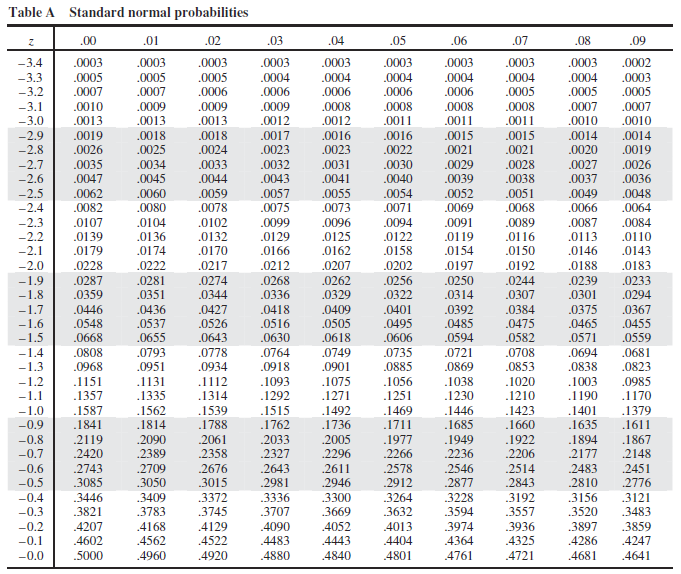 Table A Standard normal probabilities
z .00 .01 .02 .03 .04 .05 .06 .07 .08 .09
−3.4 .0003 .0003 .0003 .0003 .0003 .0003 .0003 .0003 .0003 .0002
−3.3 .0005 .0005 .0005 .0004 .0004 .0004 .0004 .0004 .0004 .0003
−3.2 .0007 .0007 .0006 .0006 .0006 .0006 .0006 .0005 .0005 .0005
−3.1 .0010 .0009 .0009 .0009 .0008 .0008 .0008 .0008 .0007 .0007
−3.0 .0013 .0013 .0013 .0012 .0012 .0011 .0011 .0011 .0010 .0010
−2.9 .0019 .0018 .0018 .0017 .0016 .0016 .0015 .0015 .0014 .0014
−2.8 .0026 .0025 .0024 .0023 .0023 .0022 .0021 .0021 .0020 .0019
−2.7 .0035 .0034 .0033 .0032 .0031 .0030 .0029 .0028 .0027 .0026
−2.6 .0047 .0045 .0044 .0043 .0041 .0040 .0039 .0038 .0037 .0036
−2.5 .0062 .0060 .0059 .0057 .0055 .0054 .0052 .0051 .0049 .0048
−2.4 .0082 .0080 .0078 .0075 .0073 .0071 .0069 .0068 .0066 .0064
−2.3 .0107 .0104 .0102 .0099 .0096 .0094 .0091 .0089 .0087 .0084
−2.2 .0139 .0136 .0132 .0129 .0125 .0122 .0119 .0116 .0113 .0110
−2.1 .0179 .0174 .0170 .0166 .0162 .0158 .0154 .0150 .0146 .0143
−2.0 .0228 .0222 .0217 .0212 .0207 .0202 .0197 .0192 .0188 .0183
−1.9 .0287 .0281 .0274 .0268 .0262 .0256 .0250 .0244 .0239 .0233
−1.8 .0359 .0351 .0344 .0336 .0329 .0322 .0314 .0307 .0301 .0294
−1.7 .0446 .0436 .0427 .0418 .0409 .0401 .0392 .0384 .0375 .0367
−1.6 .0548 .0537 .0526 .0516 .0505 .0495 .0485 .0475 .0465 .0455
−1.5 .0668 .0655 .0643 .0630 .0618 .0606 .0594 .0582 .0571 .0559
−1.4 .0808 .0793 .0778 .0764 .0749 .0735 .0721 .0708 .0694 .0681
−1.3 .0968 .0951 .0934 .0918 .0901 .0885 .0869 .0853 .0838 .0823
−1.2 .1151 .1131 .1112 .1093 .1075 .1056 .1038 .1020 .1003 .0985
−1.1 .1357 .1335 .1314 .1292 .1271 .1251 .1230 .1210 .1190 .1170
−1.0 .1587 .1562 .1539 .1515 .1492 .1469 .1446 .1423 .1401 .1379
−0.9 .1841 .1814 .1788 .1762 .1736 .1711 .1685 .1660 .1635 .1611
−0.8 .2119 .2090 .2061 .2033 .2005 .1977 .1949 .1922 .1894 .1867
−0.7 .2420 .2389 .2358 .2327 .2296 .2266 .2236 .2206 .2177 .2148
−0.6 .2743 .2709 .2676 .2643 .2611 .2578 .2546 .2514 .2483 .2451
−0.5 .3085 .3050 .3015 .2981 .2946 .2912 .2877 .2843 .2810 .2776
−0.4 .3446 .3409 .3372 .3336 .3300 .3264 .3228 .3192 .3156 .3121
−0.3 .3821 .3783 .3745 .3707 .3669 .3632 .3594 .3557 .3520 .3483
−0.2 .4207 .4168 .4129 .4090 .4052 .4013 .3974 .3936 .3897 .3859
−0.1 .4602 .4562 .4522 .4483 .4443 .4404 .4364 .4325 .4286 .4247
−0.0 .5000 .4960 .4920 .4880 .4840 .4801 .4761 .4721 .4681 .4641